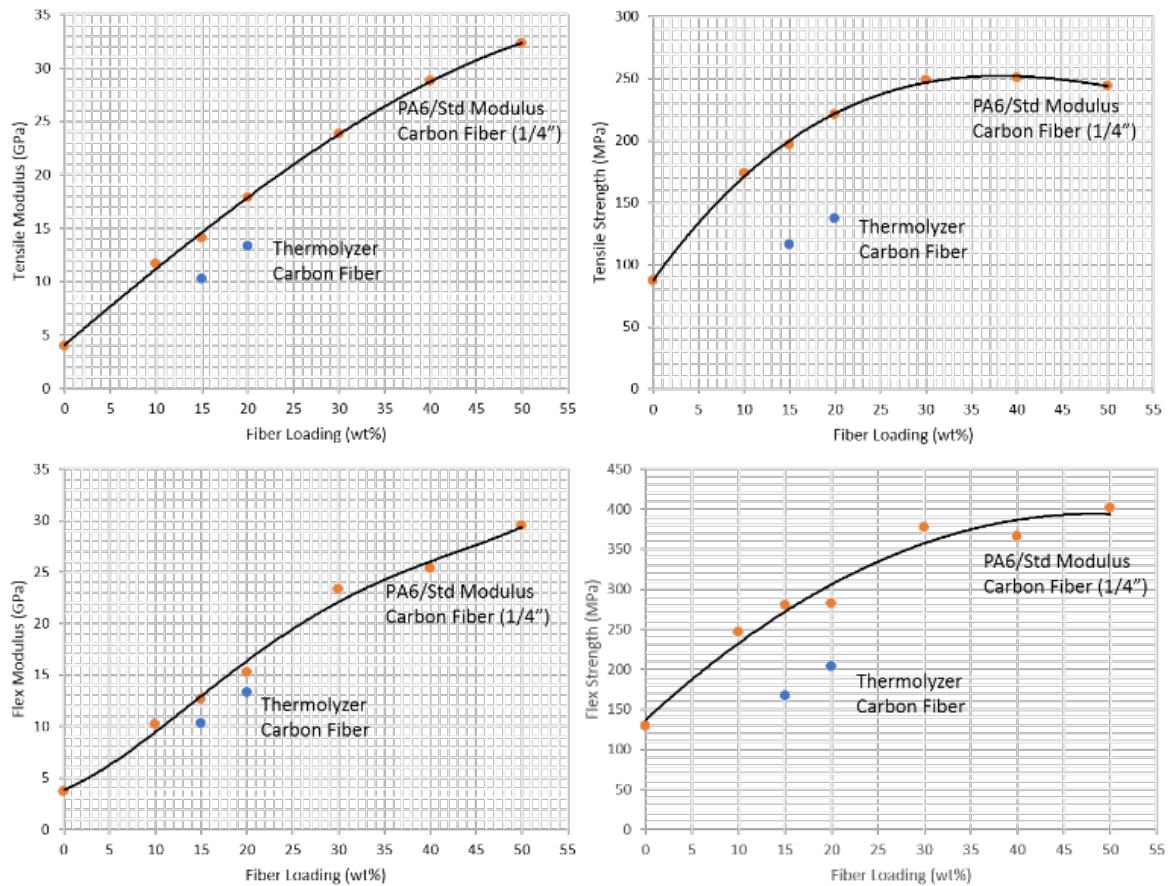 35
30
25
20
15
10
5
0
Tensile Modulus (GPa)
PA6/Std Modulus
Carbon Fiber (1/4”)
Thermolyzer
Carbon Fiber
0 5 10 15 20 25 30 35 40 45 50 55
Fiber Loading (wt%)
300
250
200
150
100
50
0
Tensile Strength (MPa)
PA6/Std Modulus
Carbon Fiber (1/4”)
Thermolyzer
Carbon Fiber
0 5 10 15 20 25 30 35 40 45 50 55
Fiber Loading (wt%)
35
30
25
20
15
10
5
0
Flex Modulus (GPa)
PA6/Std Modulus
Carbon Fiber (1/4”)
Thermolyzer
Carbon Fiber
0 5 10 15 20 25 30 35 40 45 50 55
Fiber Loading (wt%)
450
400
350
300
250
200
150
100
50
0
Flex Strength (MPa)
PA6/Std Modulus
Carbon Fiber (1/4”)
Thermolyzer
Carbon Fiber
0 5 10 15 20 25 30 35 40 45 50 55
Fiber Loading (wt%)